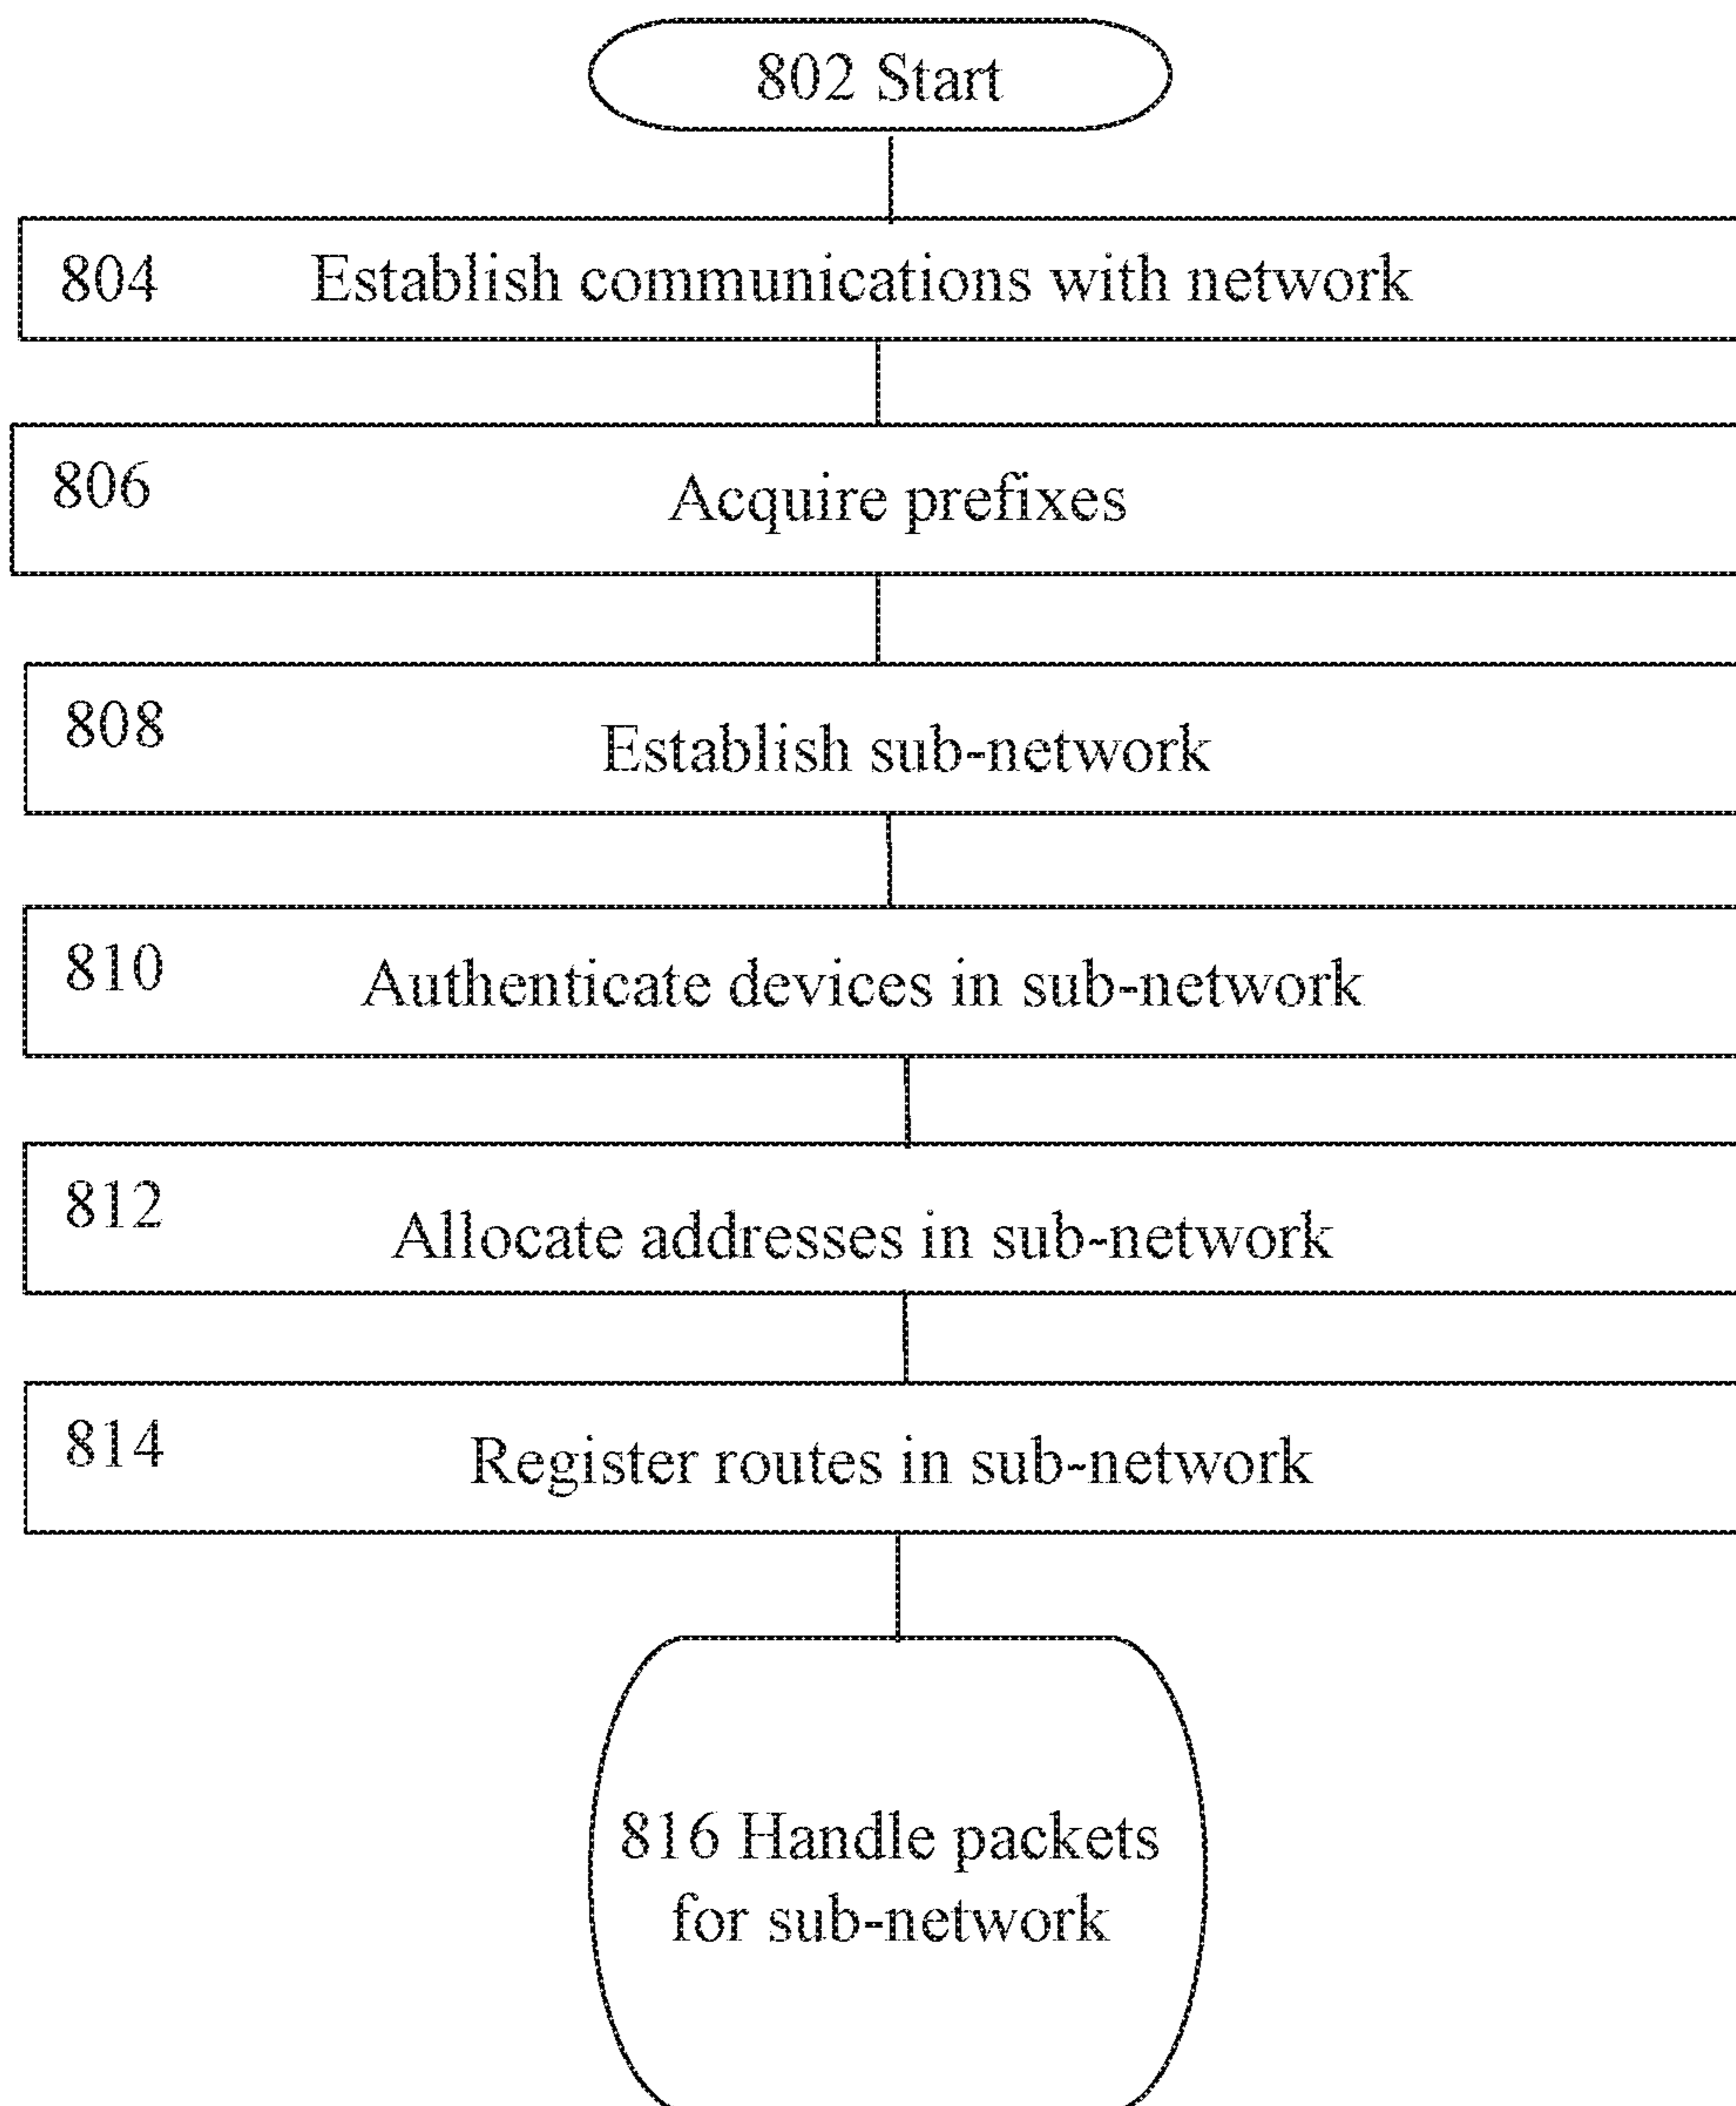 802 Start
804 Establish communications with network
806 Acquire prefixes
808 Establish sub-network
810 Authenticate devices in sub-network
812 Allocate addresses in sub-network
814 Register routes in sub-network
816 Handle packets
for sub-network